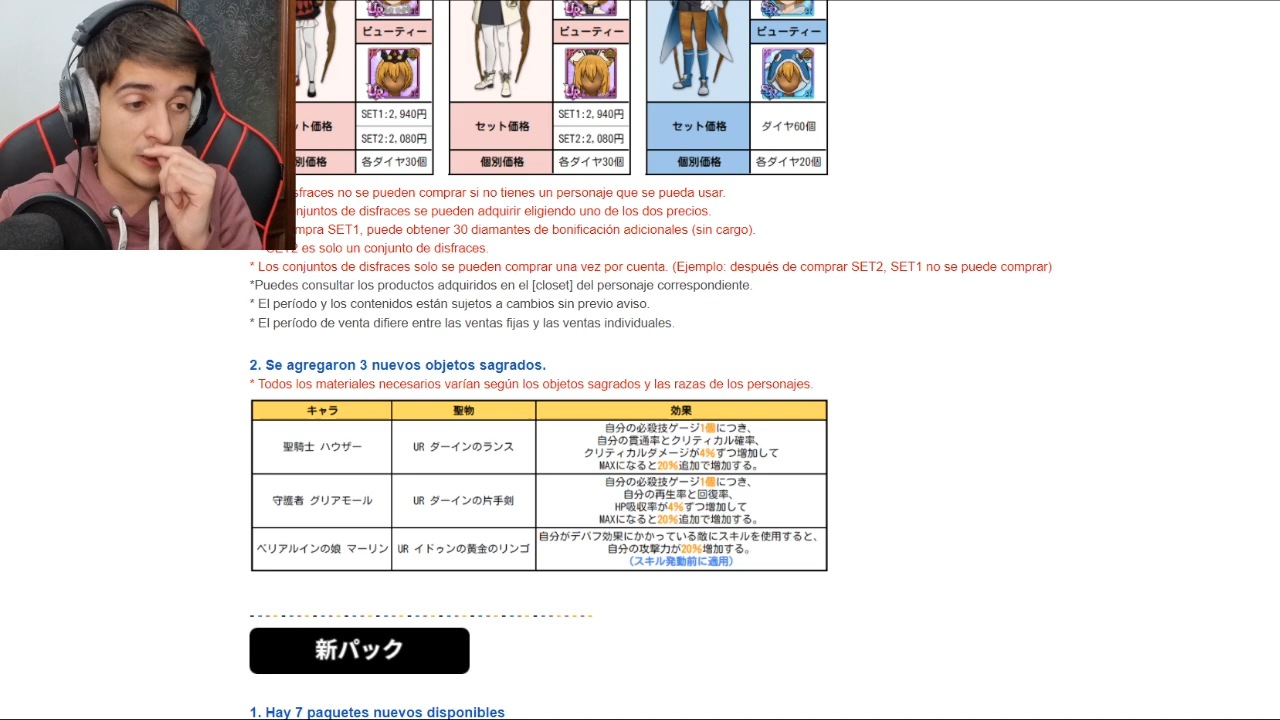 ビューティー
ビューティー
ビューティー
UR
UR
ト価格
SET1:2,940円
SET2:2,080円
セット価格
SET1:2,940円
SET2:2,080円
セット価格
ダイヤ60個
別価格
各ダイヤ30個
個別価格
各ダイヤ30個
個別価格
各ダイヤ20個
sfraces no se pueden comprar si no tienes un personaje que se pueda usar.
onjuntos de disfraces se pueden adquirir eligiendo uno de los dos precios.
mpra SET1, puede obtener 30 diamantes de bonificación adicionales (sin cargo).
SET2 es solo un conjunto de disfraces.
* Los conjuntos de disfraces solo se pueden comprar una vez por cuenta. (Ejemplo: después de comprar SET2, SET1 no se puede comprar)
*Puedes consultar los productos adquiridos en el [closet] del personaje correspondiente.
* El período y los contenidos están sujetos a cambios sin previo aviso.
* El período de venta difiere entre las ventas fijas y las ventas individuales.
2. Se agregaron 3 nuevos objetos sagrados.
* Todos los materiales necesarios varían según los objetos sagrados y las razas de los personajes.
キャラ
聖物
効果
聖騎士 ハウザー
UR ダーインのランス
自分の必殺技ゲージ1個につき、
自分の貫通率とクリティカル確率、
クリティカルダメージが4%ずつ増加して
MAXになると20%追加で増加する。
守護者 グリアモール
UR ダーインの片手剣
自分の必殺技ゲージ1個につき、
自分の再生率と回復率、
HP吸収率が4%ずつ増加して
MAXになると20%追加で増加する。
ベリアルインの娘 マーリン
UR イドゥンの黄金のリンゴ
自分がデバフ効果にかかっている敵にスキルを使用すると、
自分の攻撃力が20%増加する。
(スキル発動前に適用)
新パック
1. Hay 7 paquetes nuevos disponibles